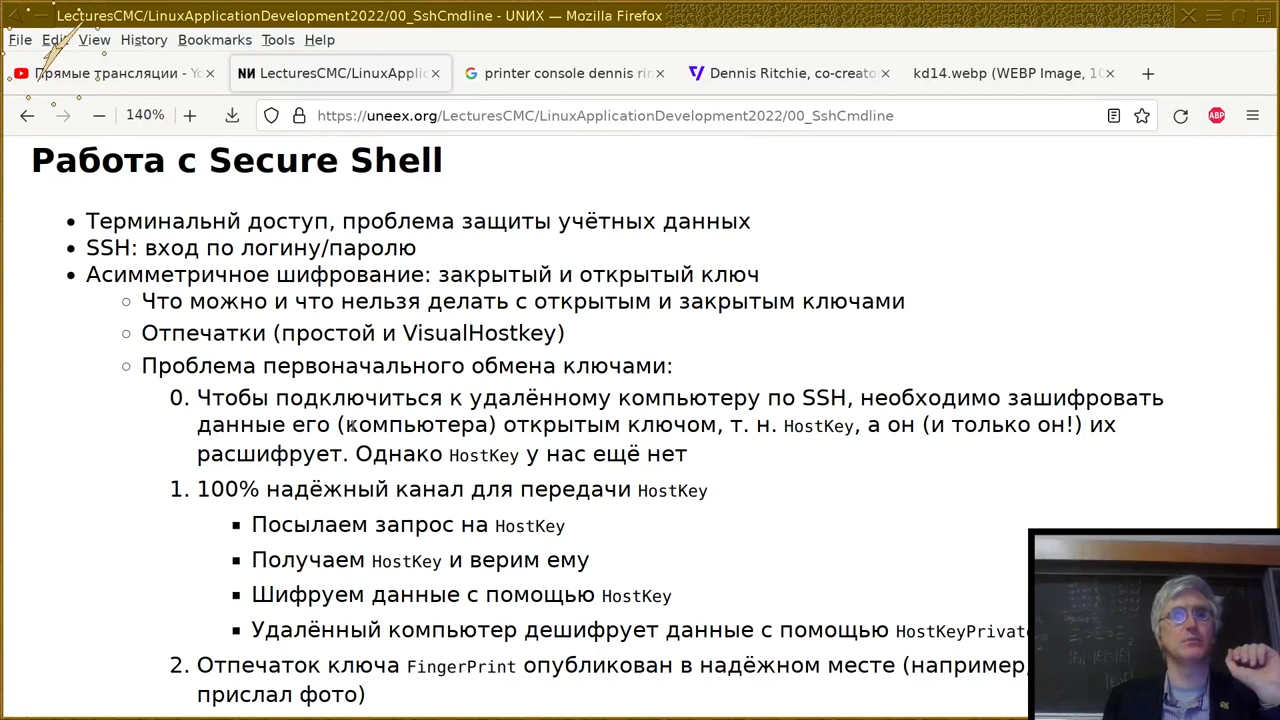 LecturesCMC/LinuxApplicationDevelopment2022/00_SshCmdline - UNИX — Mozilla Firefox
File Edit View History Bookmarks Tools Help
Прямые трансляции - Yo
LecturesCMC/LinuxApplic
printer console dennis ri
Dennis Ritchie, co-creato
kd14.webp (WEBP Image, 10
140%
https://uneex.org/LecturesCMC/LinuxApplicationDevelopment2022/00_SshCmdline
ABP
Работа с Secure Shell
Терминальнй доступ, проблема защиты учётных данных
SSH: вход по логину/паролю
Асимметричное шифрование: закрытый и открытый ключ
Что можно и что нельзя делать с открытым и закрытым ключами
Отпечатки (простой и VisualHostkey)
Проблема первоначального обмена ключами:
0. Чтобы подключиться к удалённому компьютеру по SSH, необходимо зашифровать
данные его (компьютера) открытым ключом, т. н. HostKey, а он (и только он!) их
расшифрует. Однако HostKey у нас ещё нет
1. 100% надёжный канал для передачи HostKey
Посылаем запрос на HostKey
Получаем HostKey и верим ему
Шифруем данные с помощью HostKey
Удалённый компьютер дешифрует данные с помощью HostKeyPrivate
2. Отпечаток ключа FingerPrint опубликован в надёжном месте (например,
прислал фото)